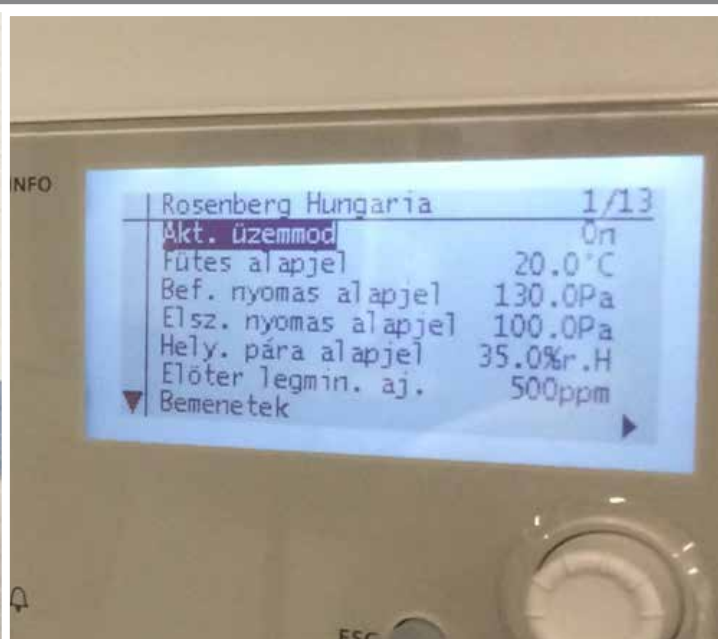 INFO
Rosenberg Hungaria 1/13
Akt. üzemmod On
Fütes alapjel 20.0°C
Bef. nyomas alapjel 130.0Pa
Elsz. nyomas alapjel 100.0Pa
Hely. pára alapjel 35.0%r.H
Elöter legmin. aj. 500ppm
Bemenetek
ESC